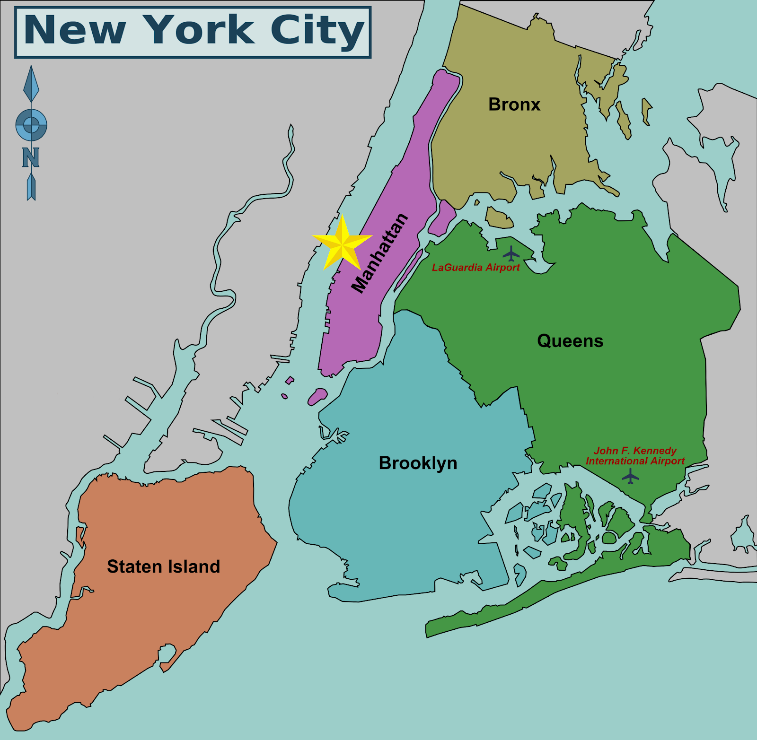 New York City
N
Bronx
Manhattan
LaGuardia Airport
Queens
John F. Kennedy
International Airport
Brooklyn
Staten Island